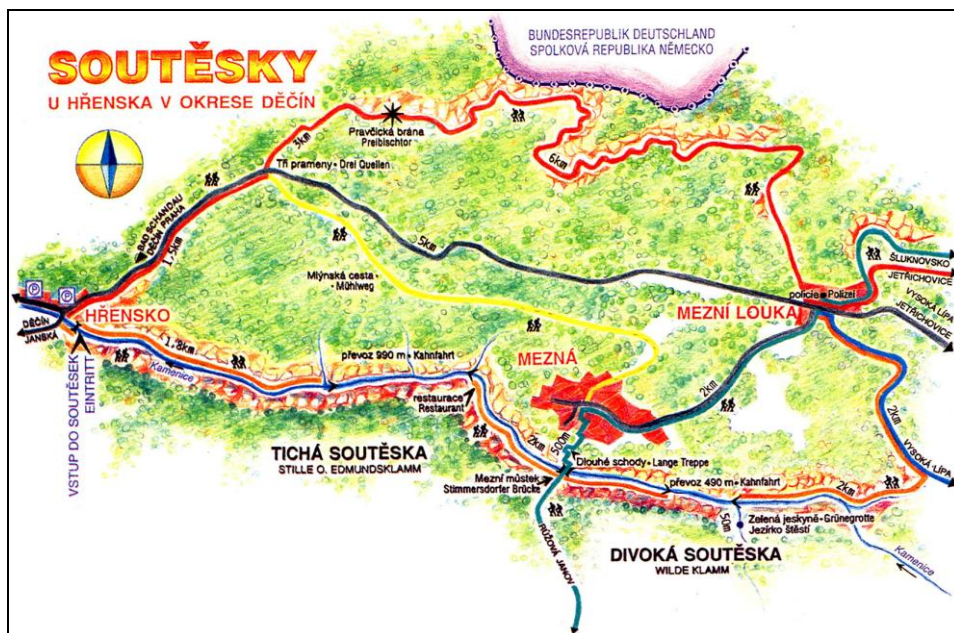 SOUTĚSKY
U HŘENSKA V OKRESE DĚČÍN
BUNDESREPUBLIK DEUTSCHLAND
SPOLKOVÁ REPUBLIKA NĚMECKO
3km
Pravčická brána
Preibischtor
6km
Tři prameny • Drei Quellen
BAD SCHANDAU
DĚČÍN PRAHA
1,5km
5km
Mlýnská cesta •
• Mühlweg
ŠLUKNOVSKO
JETŘICHOVICE
policie • Polizei
VYSOKÁ LÍPA
JETŘICHOVICE
P
P
HŘENSKO
MEZNÍ LOUKA
DĚČÍN
JANSKÁ
1,8km
Kamenice
převoz 990 m • Kahnfahrt
MEZNÁ
2km
2km
VSTUP DO SOUTĚSEK
EINTRITT
restaurace
Restaurant
2km
500m
TICHÁ SOUTĚSKA
STILLE O. EDMUNDSKLAMM
Dlouhé schody • Lange Treppe
VYSOKÁ LÍPA
Mezní můstek
Stimmersdorfer Brücke
převoz 490 m • Kahnfahrt
2km
50m
Zelená jeskyně • Grünegrotte
Jezírko štěstí
RŮŽOVÁ JANOV
DIVOKÁ SOUTĚSKA
WILDE KLAMM
Kamenice